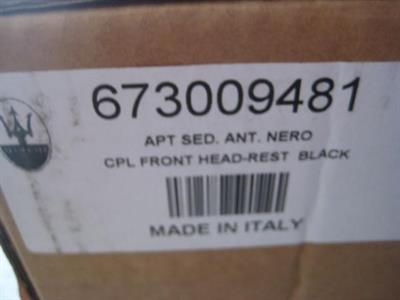 673009481
APT SED. ANT. NERO
CPL FRONT HEAD-REST BLACK
MADE IN ITALY